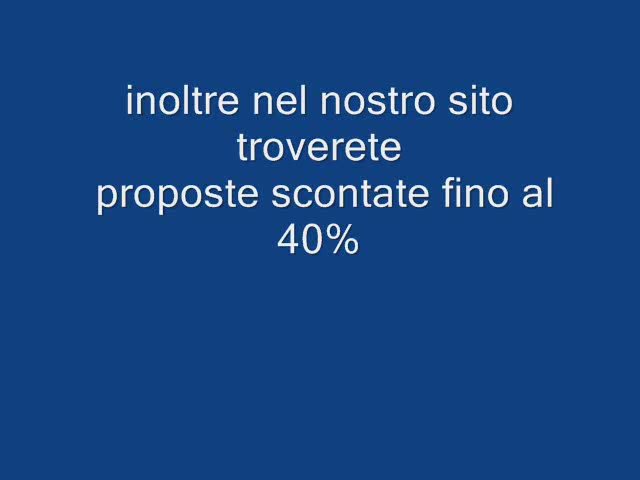 inoltre nel nostro sito
troverete
proposte scontate fino al
40%